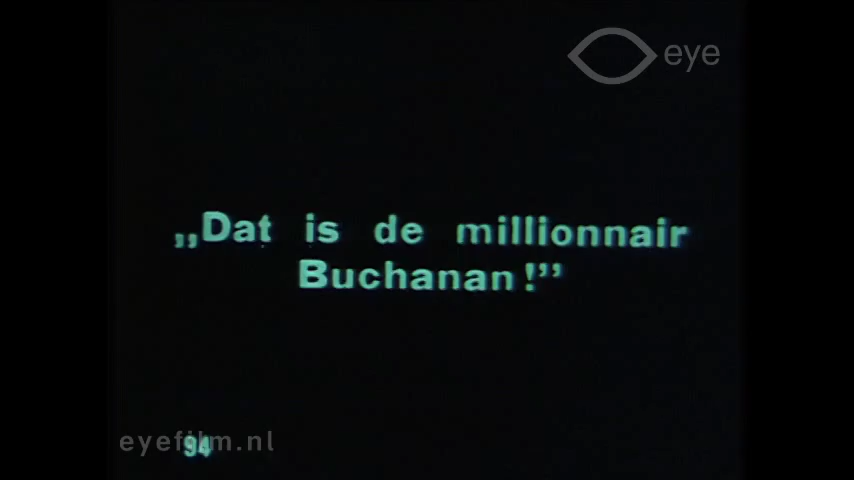 eye
„Dat is de millionnair
Buchanan!”
eyefilm.nl
94